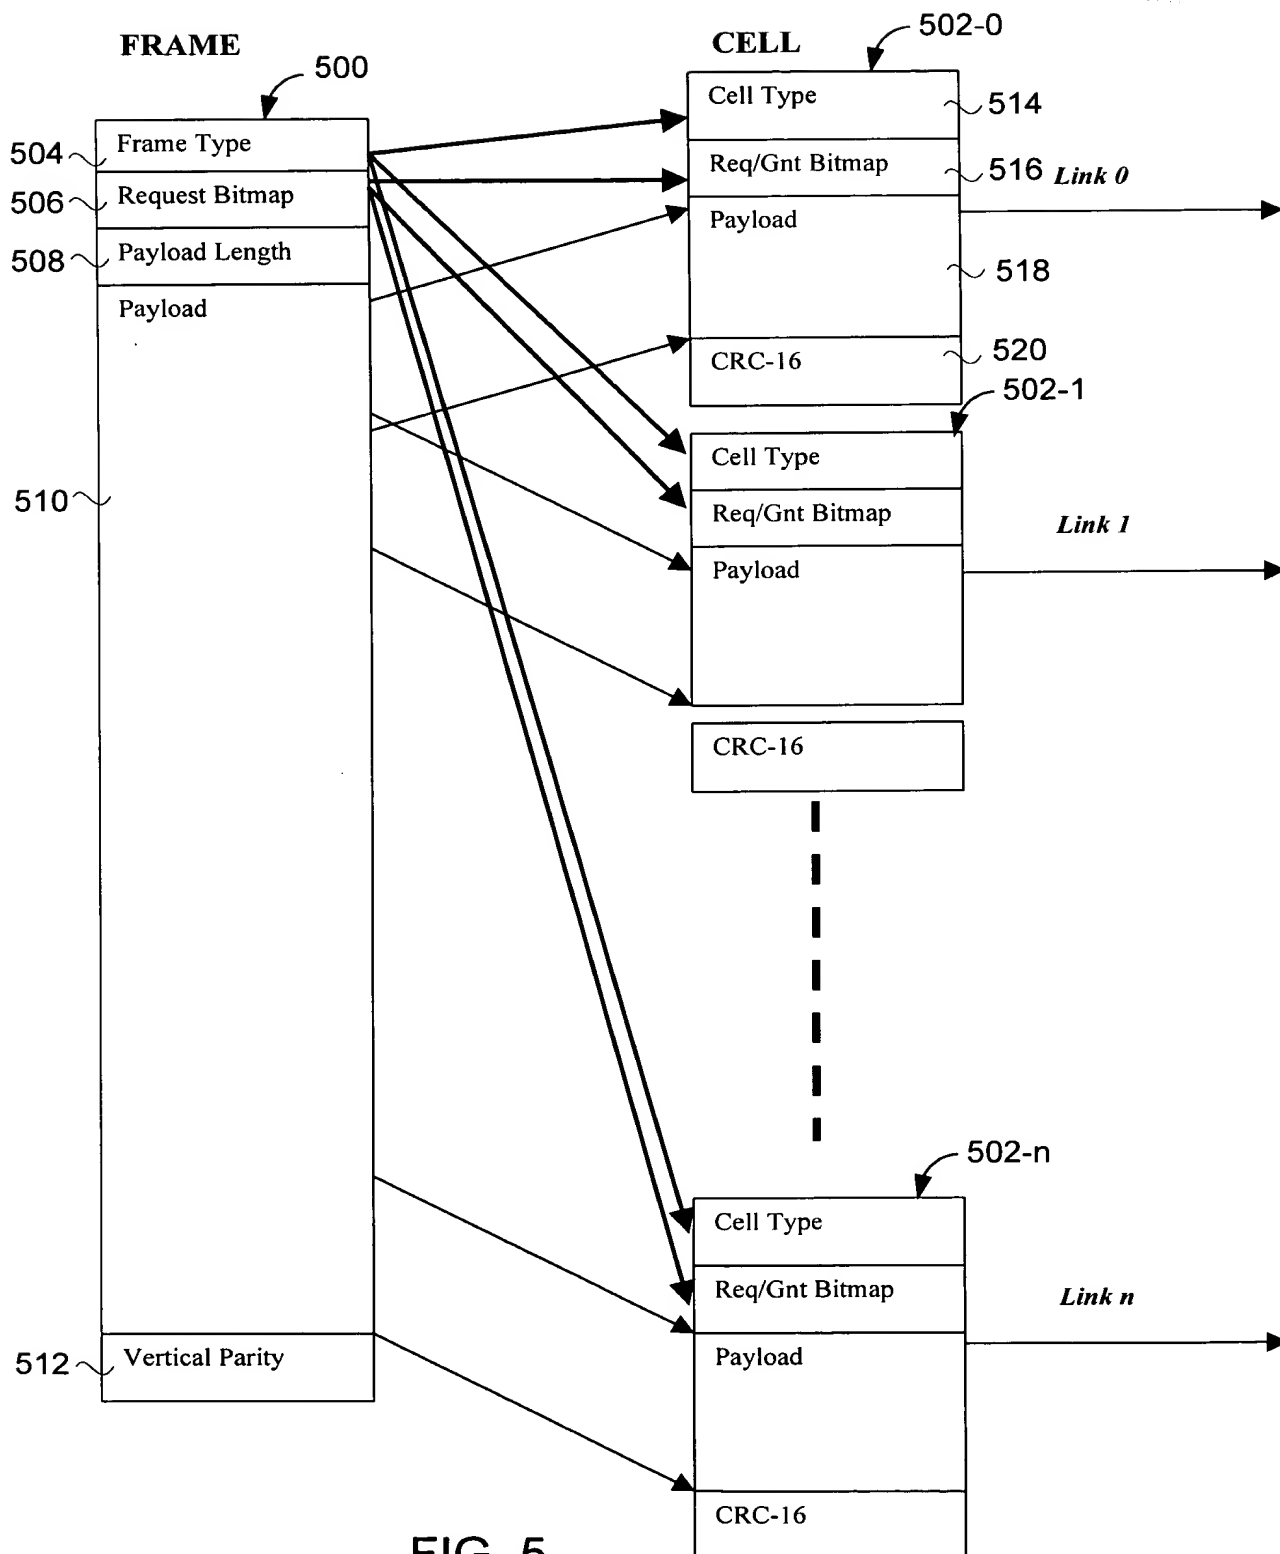 FRAME
500
504
Frame Type
506
Request Bitmap
508
Payload Length
Payload
510
512
Vertical Parity
CELL
502-0
Cell Type
514
Req/Gnt Bitmap
516
Link 0
Payload
518
CRC-16
520
502-1
Cell Type
Req/Gnt Bitmap
Link 1
Payload
CRC-16
502-n
Cell Type
Req/Gnt Bitmap
Link n
Payload
CRC-16
FIG. 5